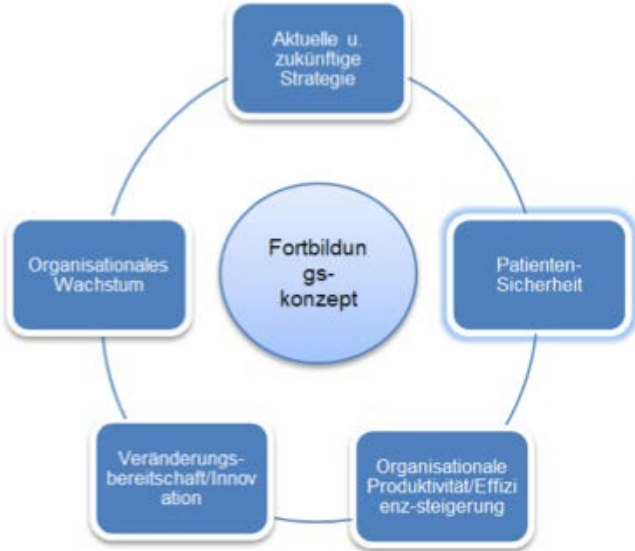 Aktuelle u.
zukünftige
Strategie
Patienten-
Sicherheit
Organisationale
Produktivität/Effizi
enz-steigerung
Veränderungs-
bereitschaft/Innov
ation
Organisationales
Wachstum
Fortbildun
gs-
konzept